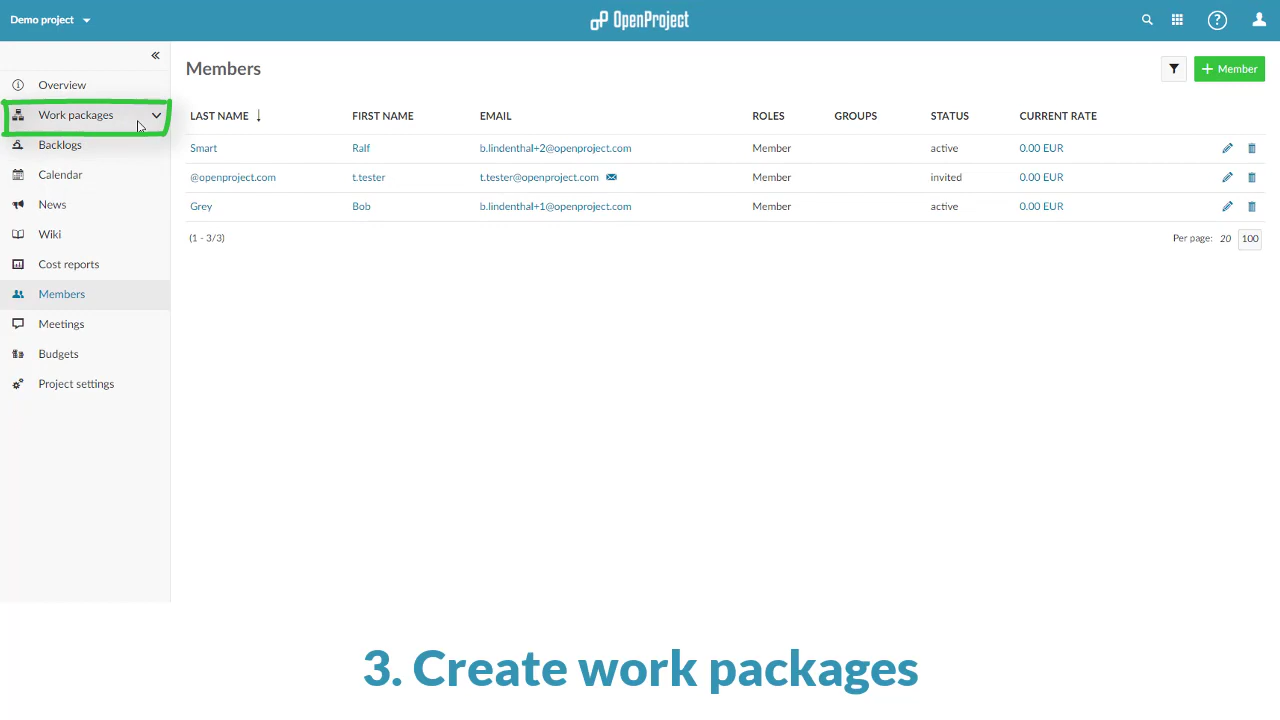 Demo project
OpenProject
?
«
Overview
Work packages
Backlogs
Calendar
News
Wiki
Cost reports
Members
Meetings
Budgets
Project settings
Members
+ Member
LAST NAME ↓ FIRST NAME EMAIL ROLES GROUPS STATUS CURRENT RATE
Smart Ralf b.lindenthal+2@openproject.com Member active 0.00 EUR
@openproject.com t.tester t.tester@openproject.com Member invited 0.00 EUR
Grey Bob b.lindenthal+1@openproject.com Member active 0.00 EUR
(1 - 3/3) Per page: 20 100
3. Create work packages